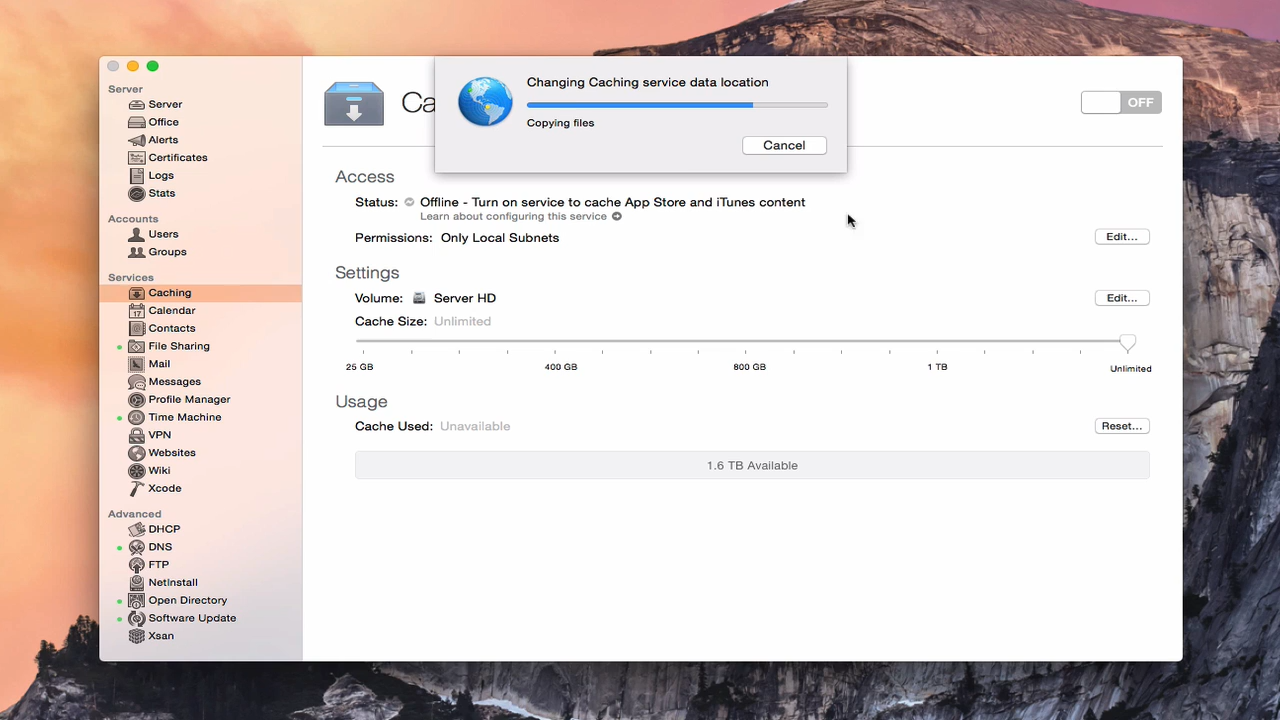 Server
Server
Office
Alerts
Certificates
Logs
Stats
Accounts
Users
Groups
Services
Caching
Calendar
17
Contacts
File Sharing
Mail
Messages
Profile Manager
Time Machine
VPN
Websites
Wiki
Xcode
Advanced
DHCP
DNS
FTP
NetInstall
Open Directory
Software Update
Xsan
Ca
OFF
Changing Caching service data location
Copying files
Cancel
Access
Status: Offline - Turn on service to cache App Store and iTunes content
Learn about configuring this service
Permissions: Only Local Subnets Edit...
Settings
Volume: Server HD Edit...
Cache Size: Unlimited
25 GB 400 GB 800 GB 1 TB Unlimited
Usage
Cache Used: Unavailable Reset...
1.6 TB Available